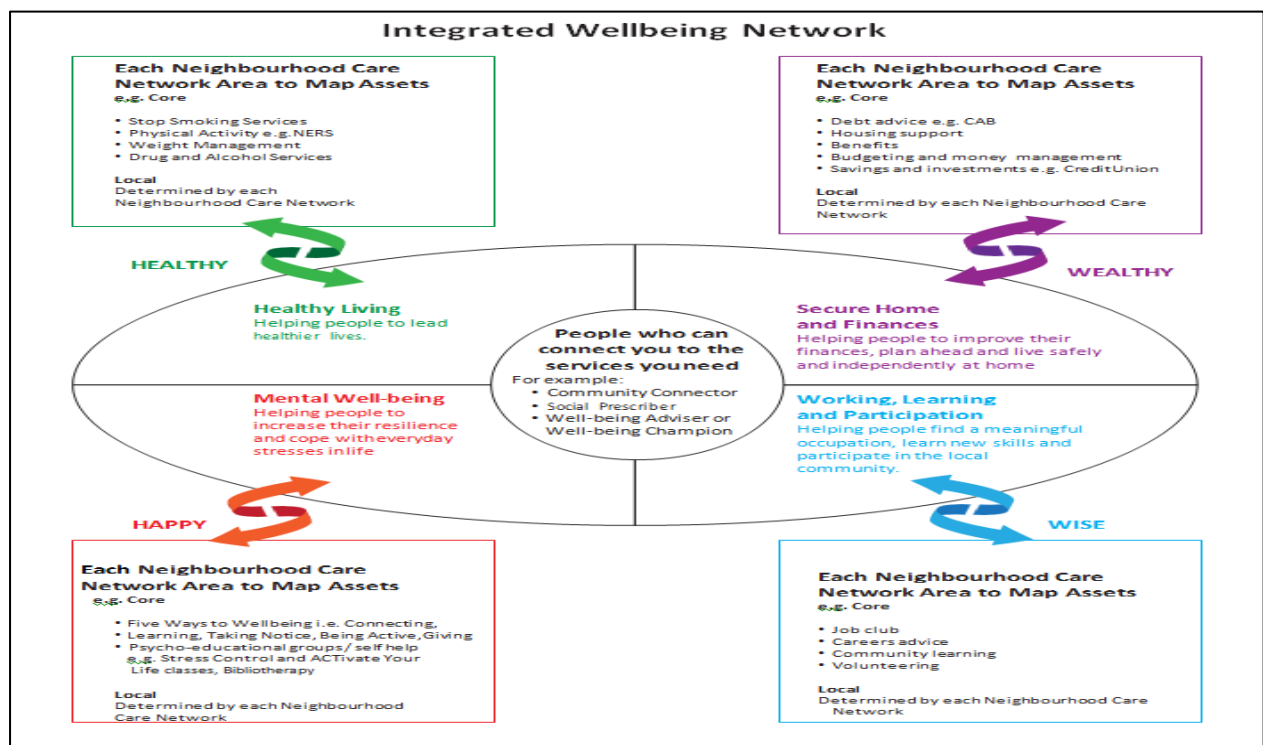 Integrated Wellbeing Network
Each Neighbourhood Care
Network Area to Map Assets
e.g. Core
• Stop Smoking Services
• Physical Activity e.g. NERS
• Weight Management
• Drug and Alcohol Services
Local
Determined by each
Neighbourhood Care Network
Each Neighbourhood Care
Network Area to Map Assets
e.g. Core
• Debt advice e.g. CAB
• Housing support
• Benefits
• Budgeting and money management
• Savings and investments e.g. CreditUnion
Local
Determined by each Neighbourhood Care
Network
HEALTHY
WEALTHY
Healthy Living
Helping people to lead
healthier lives.
People who can
connect you to the
services you need
For example:
• Community Connector
• Social Prescriber
• Well-being Adviser or
Well-being Champion
Secure Home
and Finances
Helping people to improve their
finances, plan ahead and live safely
and independently at home
Mental Well-being
Helping people to
increase their resilience
and cope with everyday
stresses in life
Working, Learning
and Participation
Helping people find a meaningful
occupation, learn new skills and
participate in the local
community.
HAPPY
WISE
Each Neighbourhood Care
Network Area to Map Assets
e.g. Core
• Five Ways to Wellbeing i.e. Connecting,
• Learning, Taking Notice, Being Active, Giving
• Psycho-educational groups/ self help
e.g. Stress Control and ACTivate Your
Life classes, Bibliotherapy
Local
Determined by each Neighbourhood
Care Network
Each Neighbourhood Care
Network Area to Map Assets
e.g. Core
• Job club
• Careers advice
• Community learning
• Volunteering
Local
Determined by each Neighbourhood Care
Network